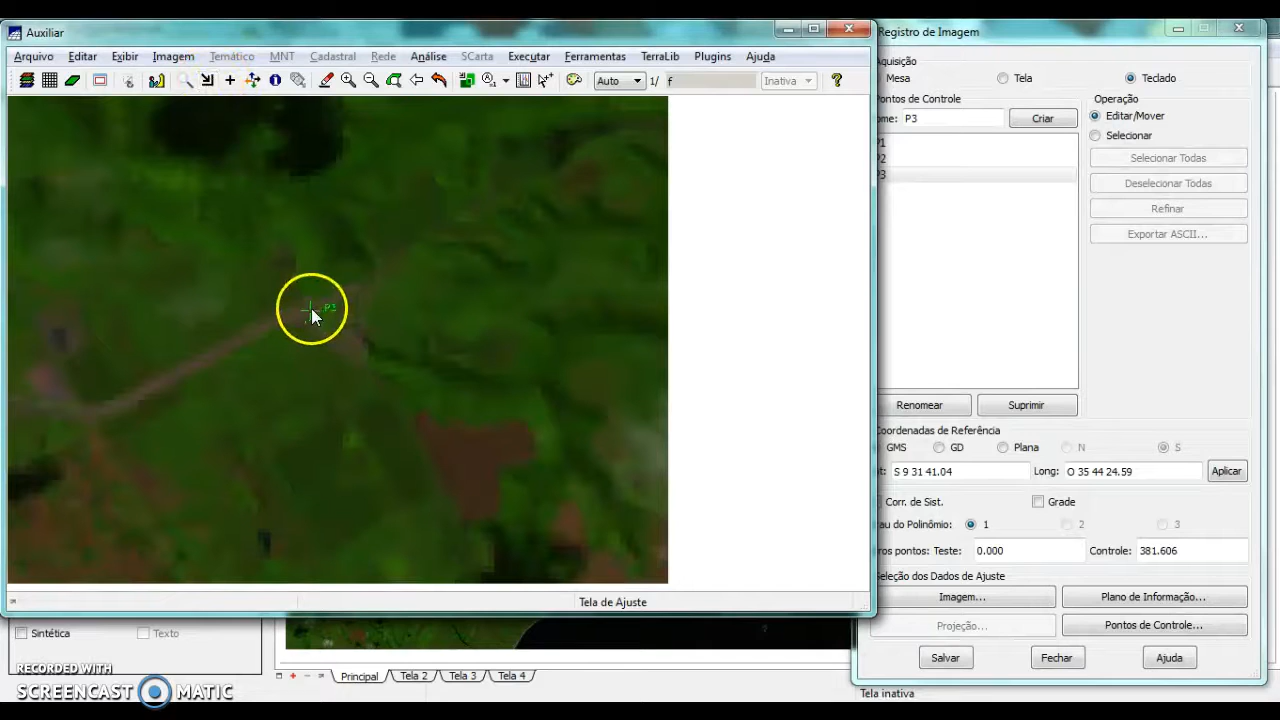 Auxiliar
Arquivo Editar Exibir Imagem Temático MNT Cadastral Rede Análise SCarta Executar Ferramentas TerraLib Plugins Ajuda
Auto 1/ f Inativa
P3
Tela de Ajuste
Sintética Texto
RECORDED WITH
SCREENCAST MATIC
Principal Tela 2 Tela 3 Tela 4
Registro de Imagem
Aquisição
Mesa Tela Teclado
Pontos de Controle
ome: P3 Criar
P1
P2
P3
Operação
Editar/Mover
Selecionar
Selecionar Todas
Deselecionar Todas
Refinar
Exportar ASCII...
Renomear Suprimir
Coordenadas de Referência
GMS GD Plana N S
at: S 9 31 41.04 Long: O 35 44 24.59 Aplicar
Corr. de Sist. Grade
au do Polinômio: 1 2 3
ros pontos: Teste: 0.000 Controle: 381.606
Seleção dos Dados de Ajuste
Imagem... Plano de Informação...
Projeção... Pontos de Controle...
Salvar Fechar Ajuda
Tela inativa